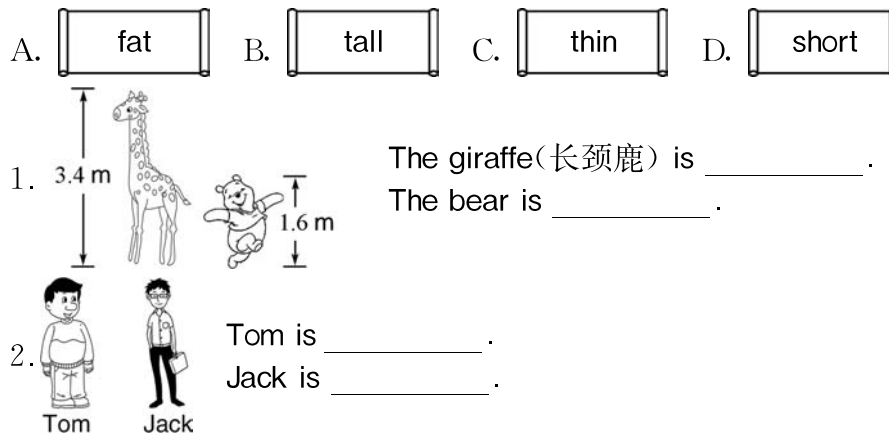 A. fat B. tall C. thin D. short
1. 3.4 m 1.6 m
The giraffe(长颈鹿) is ________.
The bear is ________.
2. Tom Jack
Tom is ________.
Jack is ________.